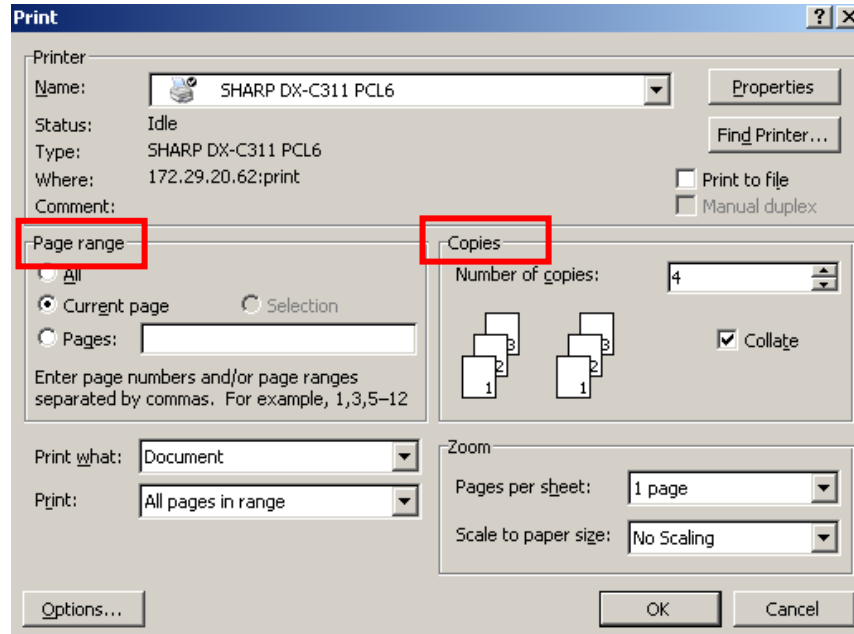 Print
Printer
Name: SHARP DX-C311 PCL6 Properties
Status: Idle
Type: SHARP DX-C311 PCL6 Find Printer...
Where: 172.29.20.62:print Print to file
Comment: Manual duplex
Page range
All
Current page Selection
Pages:
Enter page numbers and/or page ranges
separated by commas. For example, 1,3,5–12
Copies
Number of copies: 4
3 3
2 2
1 1
Collate
Print what: Document
Print: All pages in range
Zoom
Pages per sheet: 1 page
Scale to paper size: No Scaling
Options... OK Cancel